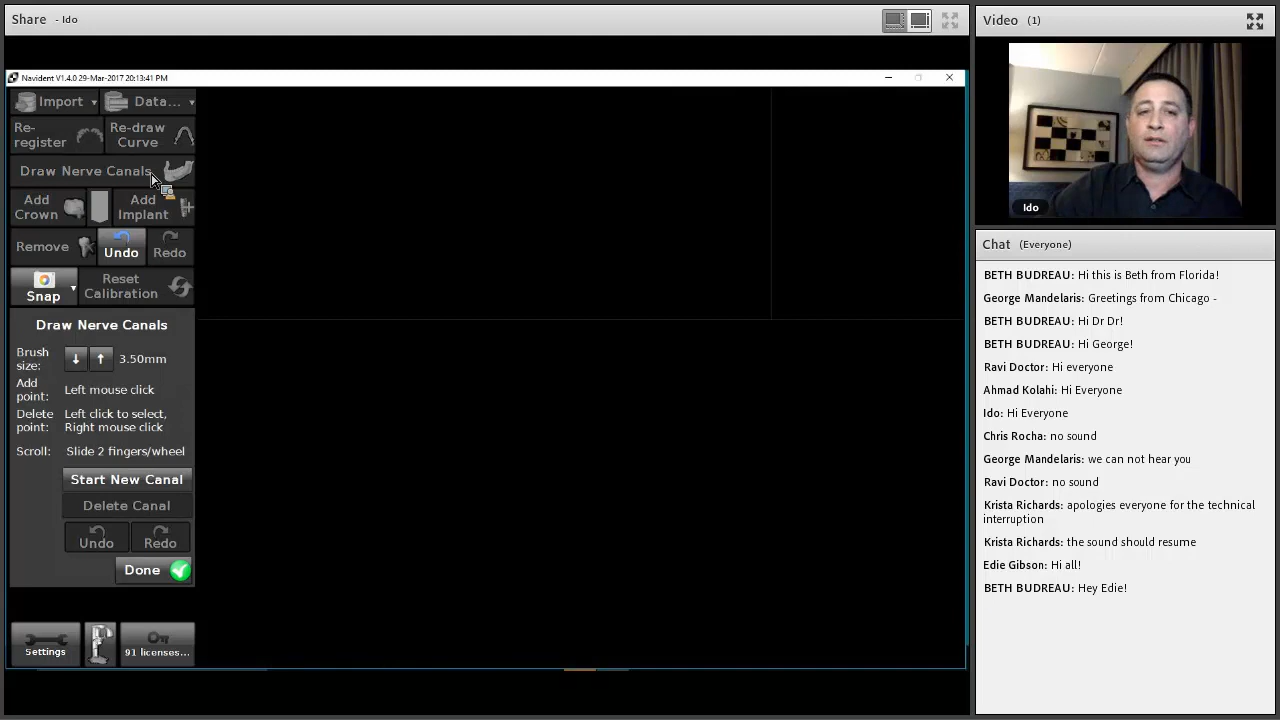 Share - Ido
Navident V1.4.0 29-Mar-2017 20:13:41 PM
Import
Data...
Re-
register
Re-draw
Curve
Draw Nerve Canals
Add
Crown
Add
Implant
Remove
Undo
Redo
Snap
Reset
Calibration
Draw Nerve Canals
Brush
size:
3.50mm
Add
point:
Left mouse click
Delete
point:
Left click to select,
Right mouse click
Scroll:
Slide 2 fingers/wheel
Start New Canal
Delete Canal
Undo
Redo
Done
Settings
91 licenses...
Video (1)
Ido
Chat (Everyone)
BETH BUDREAU: Hi this is Beth from Florida!
George Mandelaris: Greetings from Chicago -
BETH BUDREAU: Hi Dr Dr!
BETH BUDREAU: Hi George!
Ravi Doctor: Hi everyone
Ahmad Kolahi: Hi Everyone
Ido: Hi Everyone
Chris Rocha: no sound
George Mandelaris: we can not hear you
Ravi Doctor: no sound
Krista Richards: apologies everyone for the technical
interruption
Krista Richards: the sound should resume
Edie Gibson: Hi all!
BETH BUDREAU: Hey Edie!